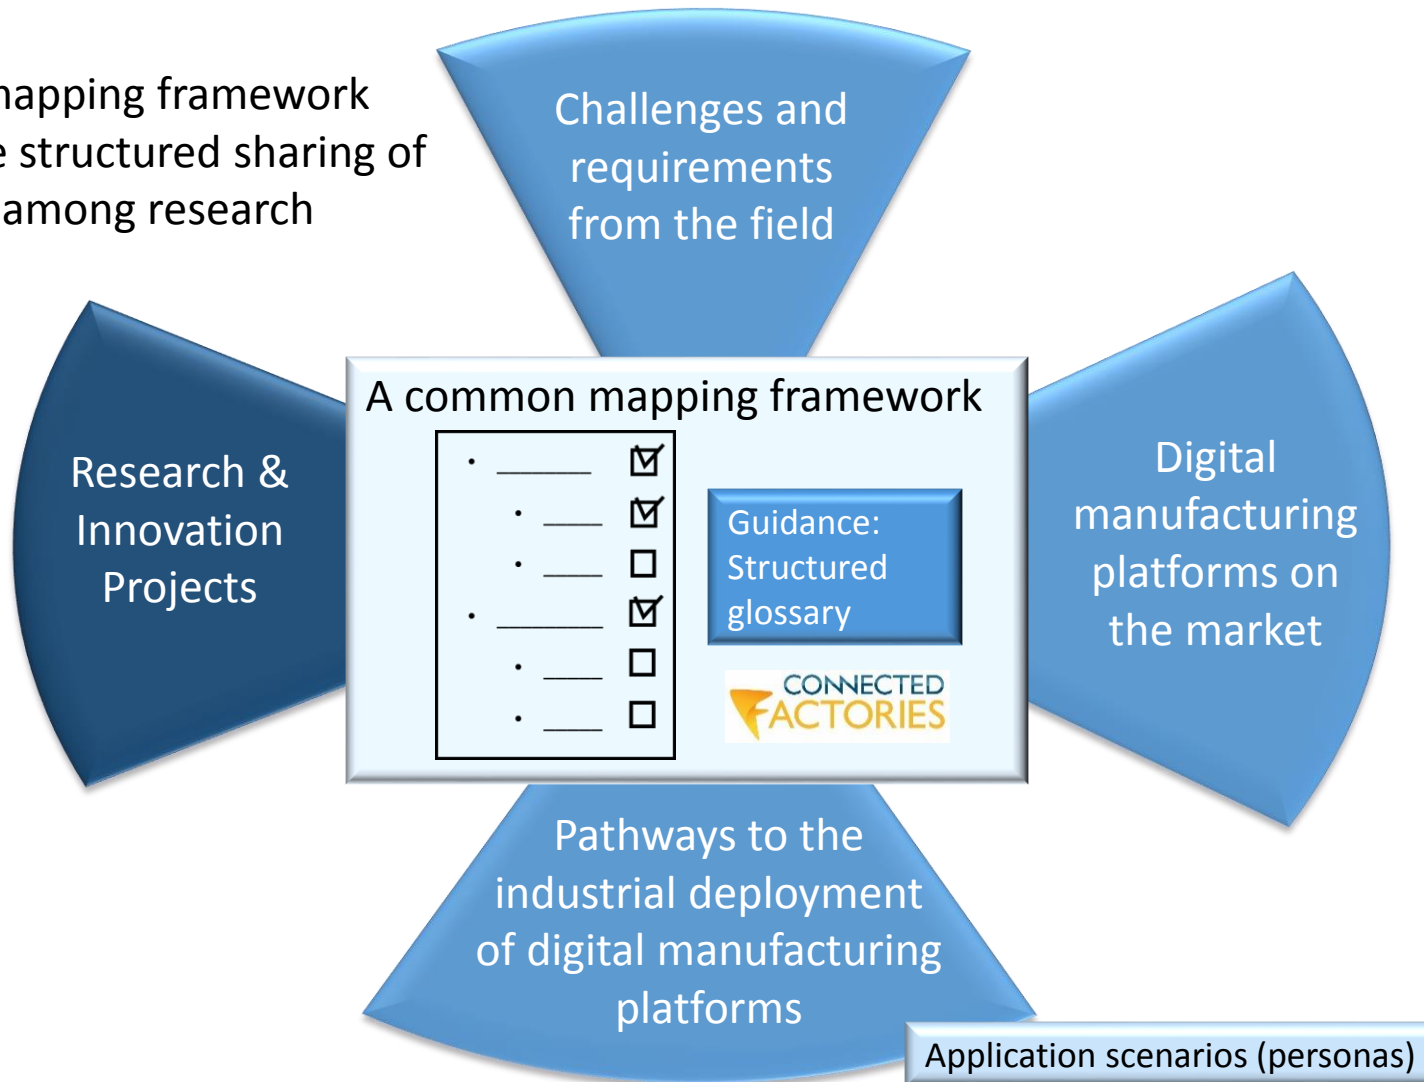 mapping framework
structured sharing of
among research
Challenges and
requirements
from the field
Research &
Innovation
Projects
A common mapping framework
Guidance:
Structured
glossary
CONNECTED
FACTORIES
Digital
manufacturing
platforms on
the market
Pathways to the
industrial deployment
of digital manufacturing
platforms
Application scenarios (personas)